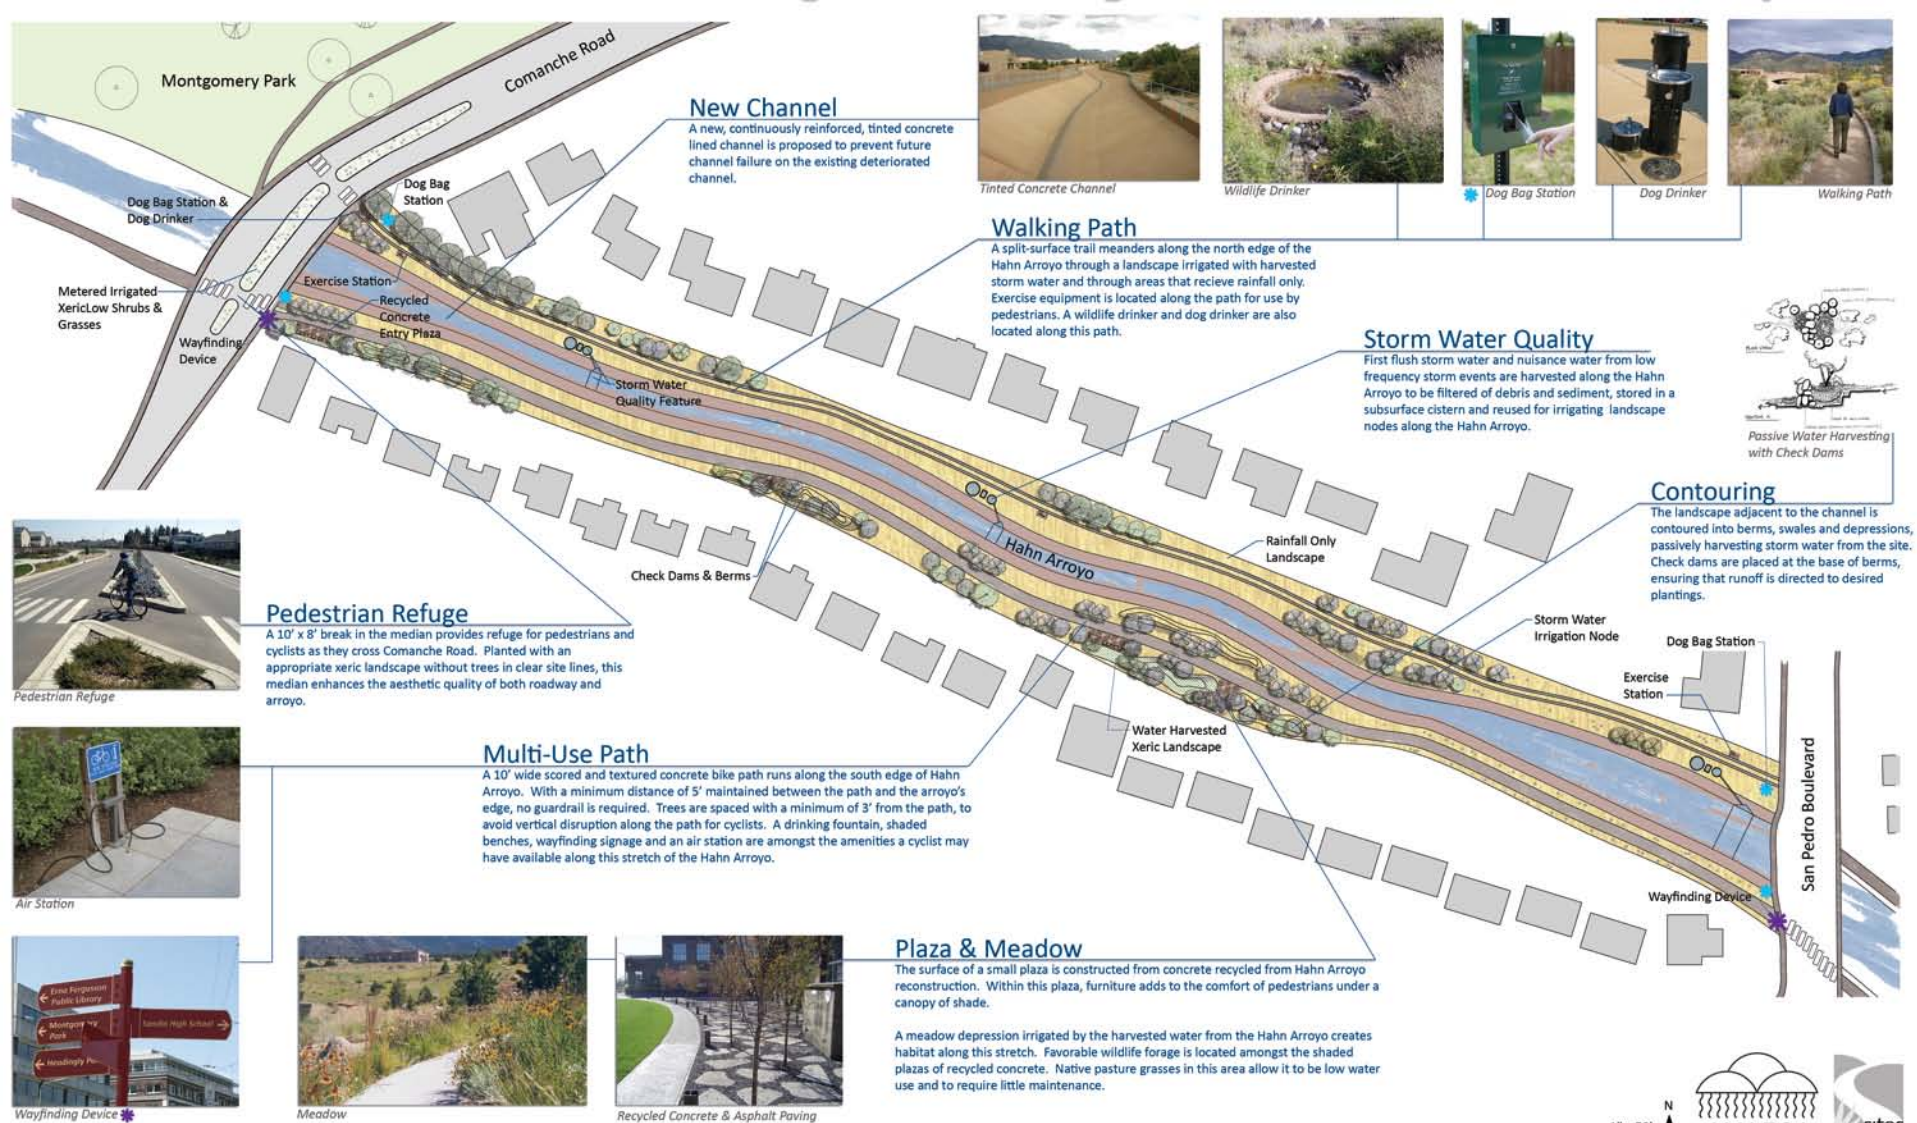 Montgomery Park
Comanche Road
New Channel
A new, continuously reinforced, tinted concrete
lined channel is proposed to prevent future
channel failure on the existing deteriorated
channel.
Tinted Concrete Channel
Wildlife Drinker
Dog Bag Station
Dog Drinker
Walking Path
Dog Bag
Station
Dog Bag Station &
Dog Drinker
Walking Path
A split-surface trail meanders along the north edge of the
Hahn Arroyo through a landscape irrigated with harvested
storm water and through areas that recieve rainfall only.
Exercise equipment is located along the path for use by
pedestrians. A wildlife drinker and dog drinker are also
located along this path.
Exercise Station
Metered Irrigated
XericLow Shrubs &
Grasses
Recycled
Concrete
Entry Plaza
Wayfinding
Device
Storm Water
Quality Feature
Storm Water Quality
First flush storm water and nuisance water from low
frequency storm events are harvested along the Hahn
Arroyo to be filtered of debris and sediment, stored in a
subsurface cistern and reused for irrigating landscape
nodes along the Hahn Arroyo.
Passive Water Harvesting
with Check Dams
Contouring
The landscape adjacent to the channel is
contoured into berms, swales and depressions,
passively harvesting storm water from the site.
Check dams are placed at the base of berms,
ensuring that runoff is directed to desired
plantings.
Rainfall Only
Landscape
Hahn Arroyo
Check Dams & Berms
Storm Water
Irrigation Node
Dog Bag Station
Exercise
Station
Pedestrian Refuge
A 10' x 8' break in the median provides refuge for pedestrians and
cyclists as they cross Comanche Road. Planted with an
appropriate xeric landscape without trees in clear site lines, this
median enhances the aesthetic quality of both roadway and
arroyo.
Pedestrian Refuge
Water Harvested
Xeric Landscape
San Pedro Boulevard
Multi-Use Path
A 10' wide scored and textured concrete bike path runs along the south edge of Hahn
Arroyo. With a minimum distance of 5' maintained between the path and the arroyo's
edge, no guardrail is required. Trees are spaced with a minimum of 3' from the path, to
avoid vertical disruption along the path for cyclists. A drinking fountain, shaded
benches, wayfinding signage and an air station are amongst the amenities a cyclist may
have available along this stretch of the Hahn Arroyo.
Air Station
Wayfinding Device
Plaza & Meadow
The surface of a small plaza is constructed from concrete recycled from Hahn Arroyo
reconstruction. Within this plaza, furniture adds to the comfort of pedestrians under a
canopy of shade.
A meadow depression irrigated by the harvested water from the Hahn Arroyo creates
habitat along this stretch. Favorable wildlife forage is located amongst the shaded
plazas of recycled concrete. Native pasture grasses in this area allow it to be low water
use and to require little maintenance.
Erna Fergusson
Public Library
Montgomery
Park
Sandia High School
Headingly
Wayfinding Device
Meadow
Recycled Concrete & Asphalt Paving
N